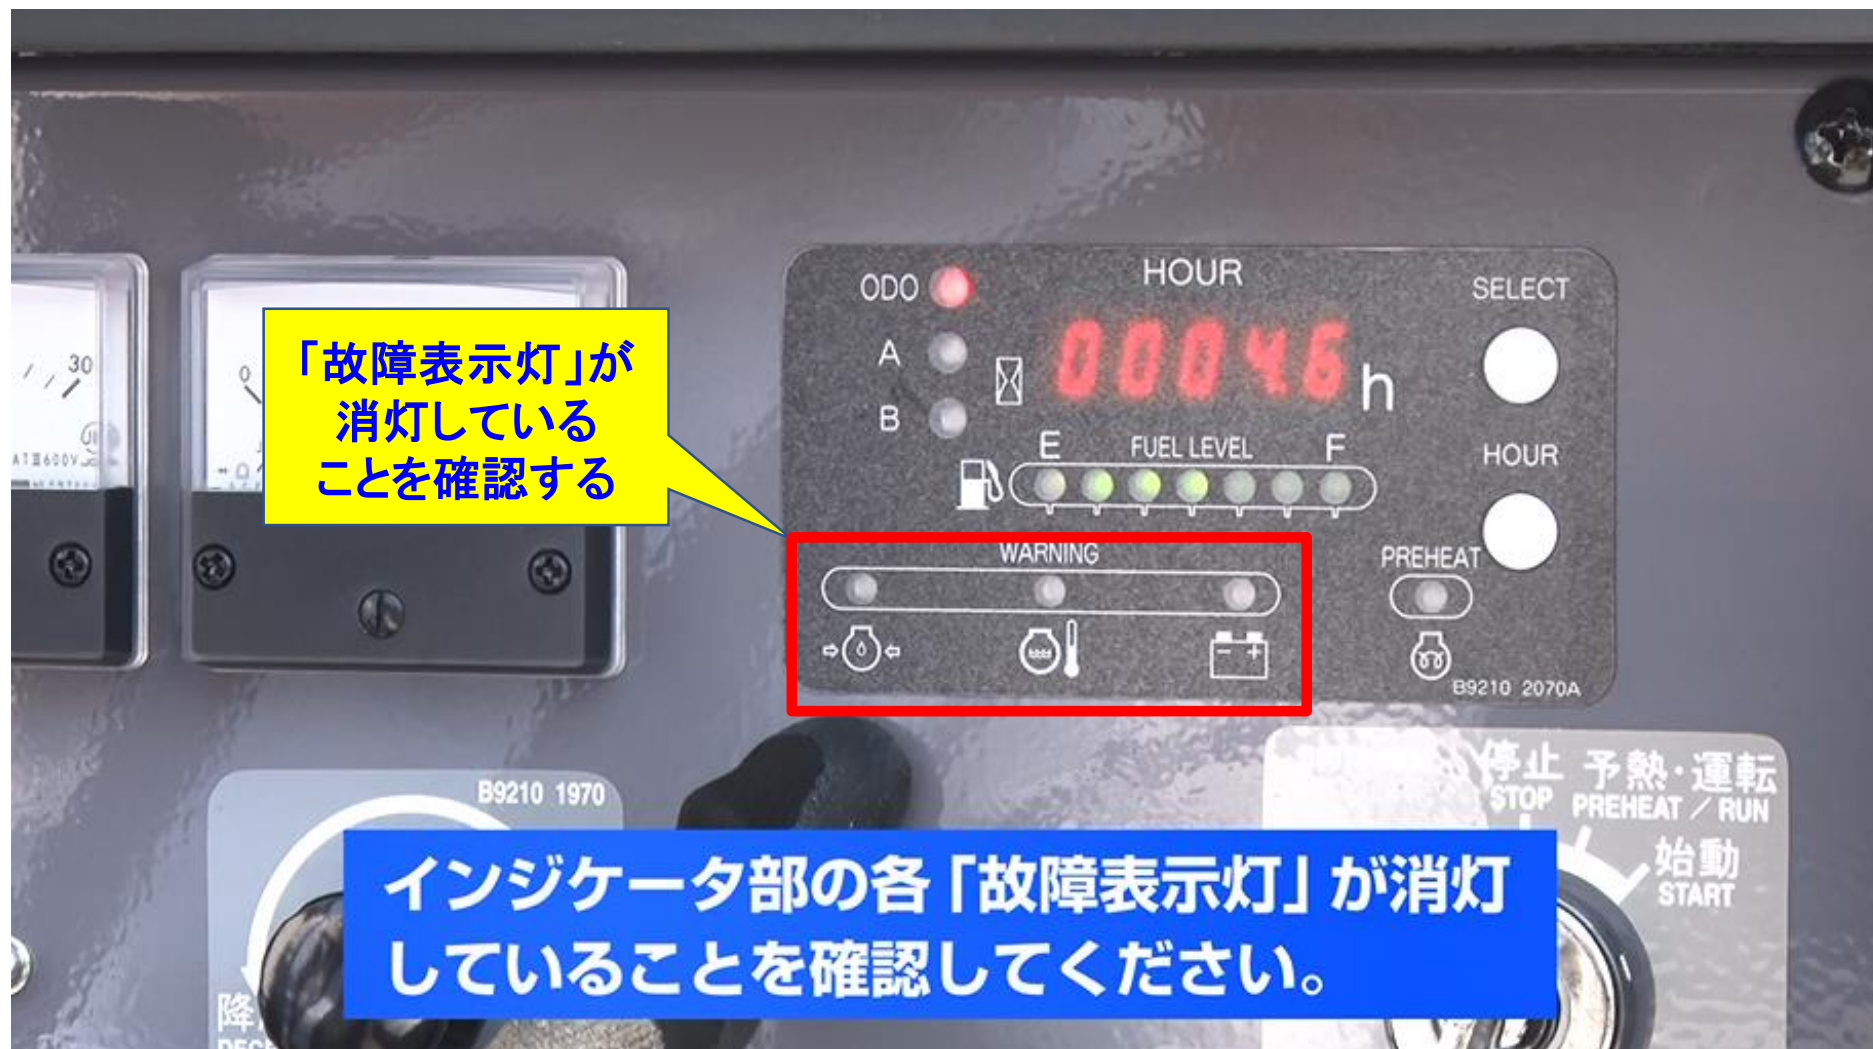 ODO
HOUR
SELECT
00004.6 h
A
B
30
0
E FUEL LEVEL F
HOUR
「故障表示灯」が
消灯している
ことを確認する
WARNING
PREHEAT
B9210 2070A
B9210 1970
停止
STOP
予熱・運転
PREHEAT / RUN
始動
START
インジケータ部の各「故障表示灯」が消灯
していることを確認してください。